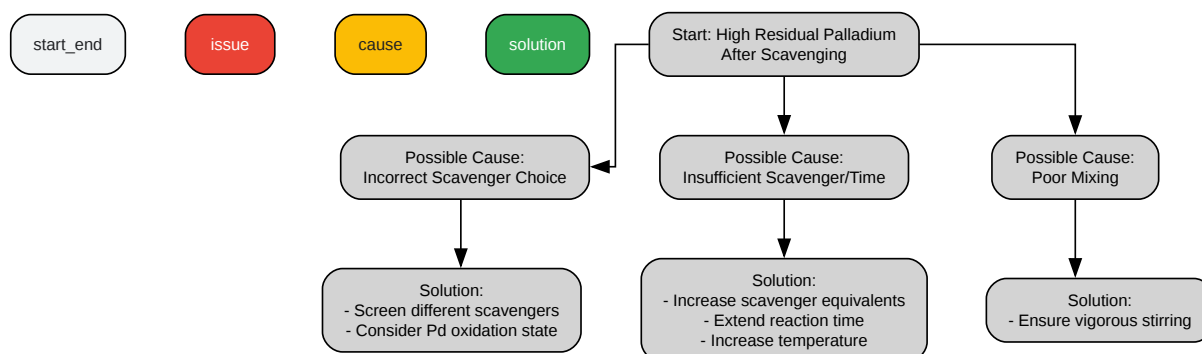 start_end
issue
cause
solution
Start: High Residual Palladium
After Scavenging
Possible Cause:
Incorrect Scavenger Choice
Possible Cause:
Insufficient Scavenger/Time
Possible Cause:
Poor Mixing
Solution:
- Screen different scavengers
- Consider Pd oxidation state
Solution:
- Increase scavenger equivalents
- Extend reaction time
- Increase temperature
Solution:
- Ensure vigorous stirring